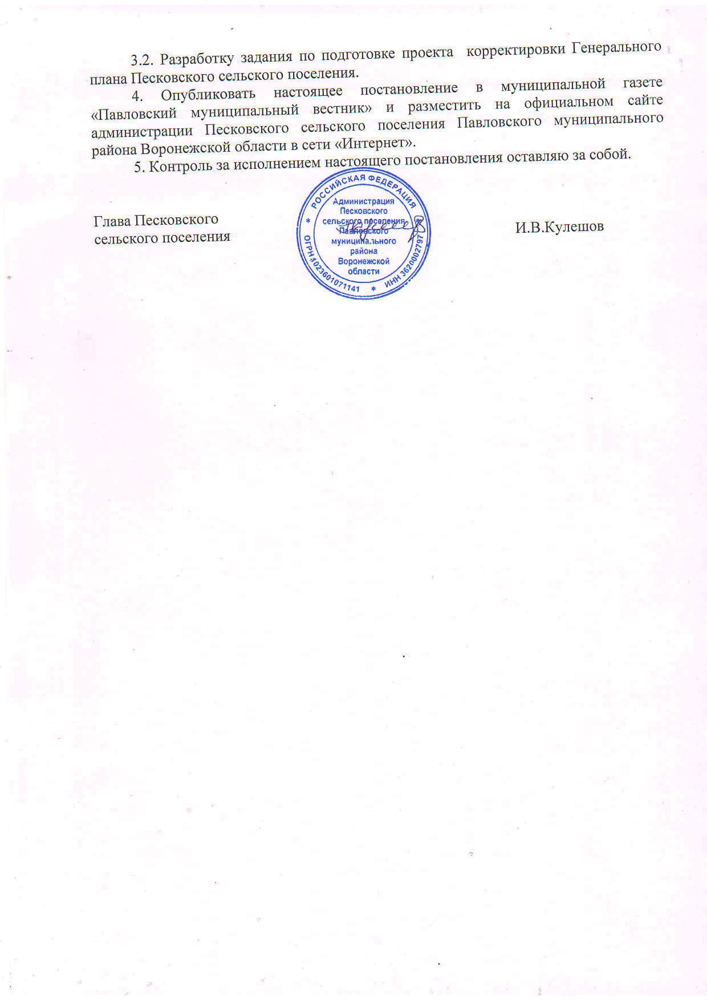 3.2. Разработку задания по подготовке проекта корректировки Генерального
плана Песковского сельского поселения.
4. Опубликовать настоящее постановление в муниципальной газете
«Павловский муниципальный вестник» и разместить на официальном сайте
администрации Песковского сельского поселения Павловского муниципального
района Воронежской области в сети «Интернет».
5. Контроль за исполнением настоящего постановления оставляю за собой.
Глава Песковского
сельского поселения
РОССИЙСКАЯ ФЕДЕРАЦИЯ
Администрация
Песковского
сельского поселения
Павловского
муниципального
района
Воронежской
области
ОГРН 1023601071141 * ИНН 3620002797
И.В.Кулешов